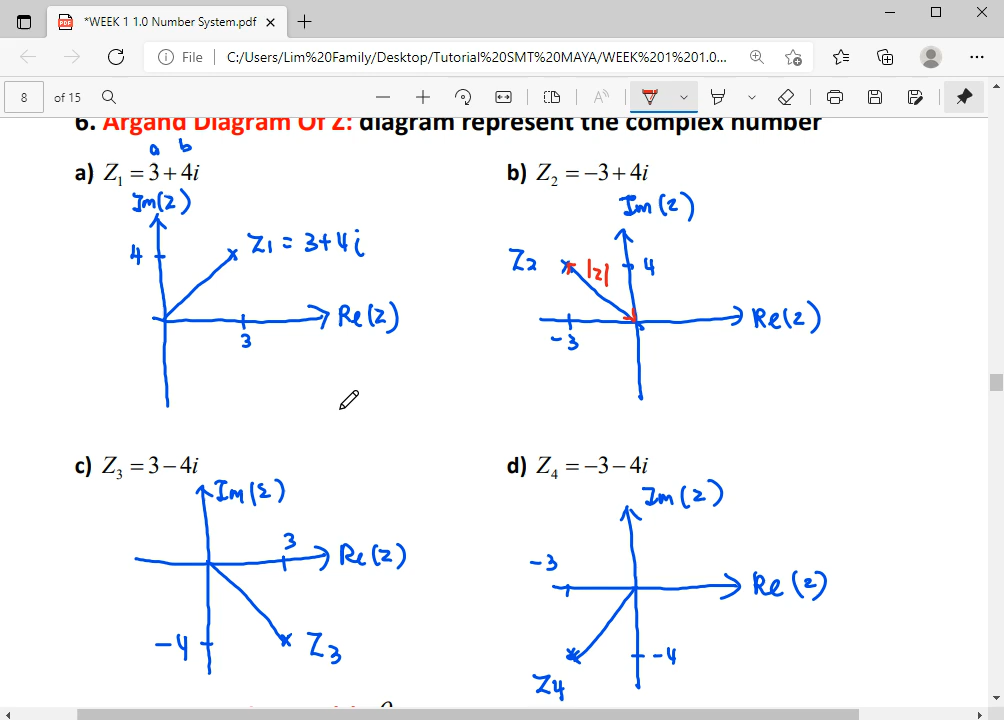 *WEEK 1 1.0 Number System.pdf
File
C:/Users/Lim%20Family/Desktop/Tutorial%20SMT%20MAYA/WEEK%201%201.0...
8 of 15
6. Argand Diagram Of Z: diagram represent the complex number
a b
a) Z₁ = 3 + 4i
Im(z)
4
Z1 = 3+4i
Re(z)
3
b) Z₂ = −3 + 4i
Im(z)
Z2
|z|
4
Re(z)
-3
c) Z₃ = 3 − 4i
Im(z)
3
Re(z)
-4
Z3
d) Z₄ = −3 − 4i
Im(z)
-3
Re(z)
-4
Z4